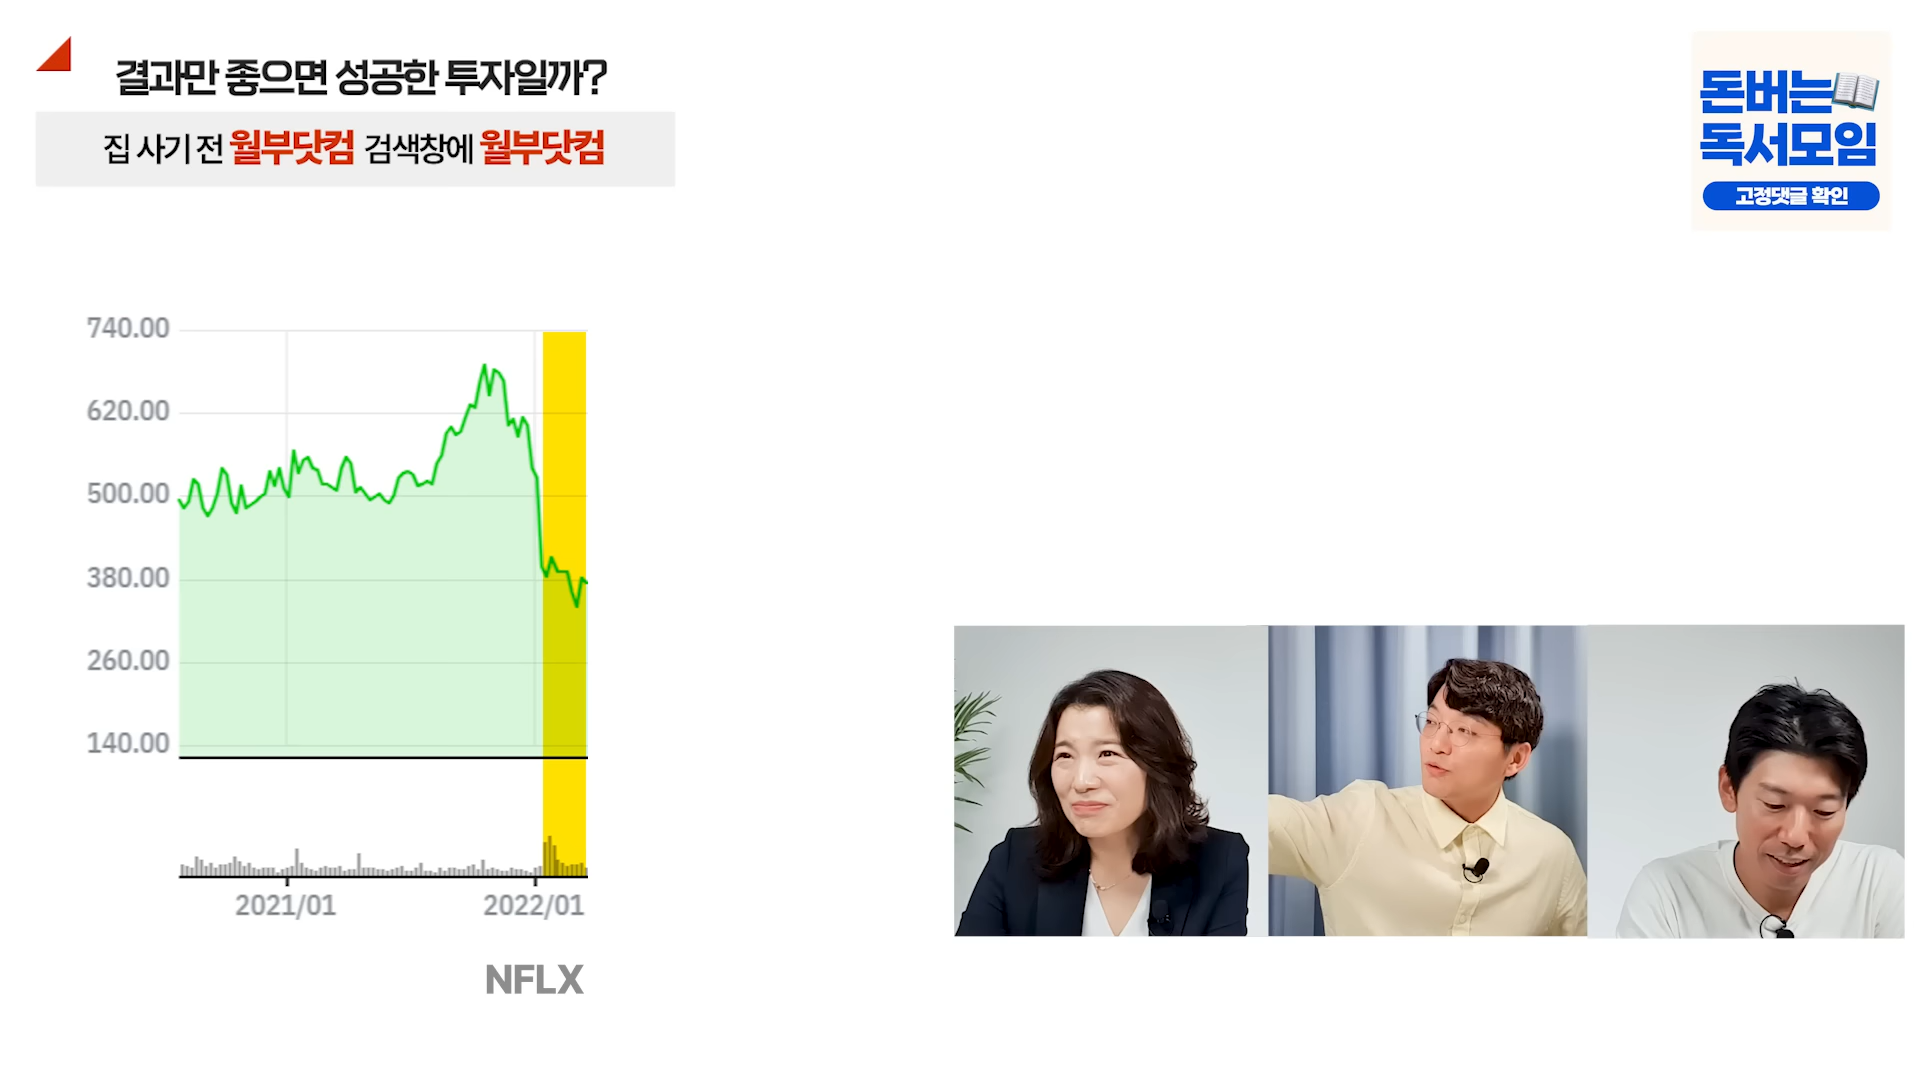 결과만 좋으면 성공한 투자일까?
집 사기 전 월부닷컴 검색창에 월부닷컴
돈버는
독서모임
고정댓글 확인
740.00
620.00
500.00
380.00
260.00
140.00
2021/01 2022/01
NFLX